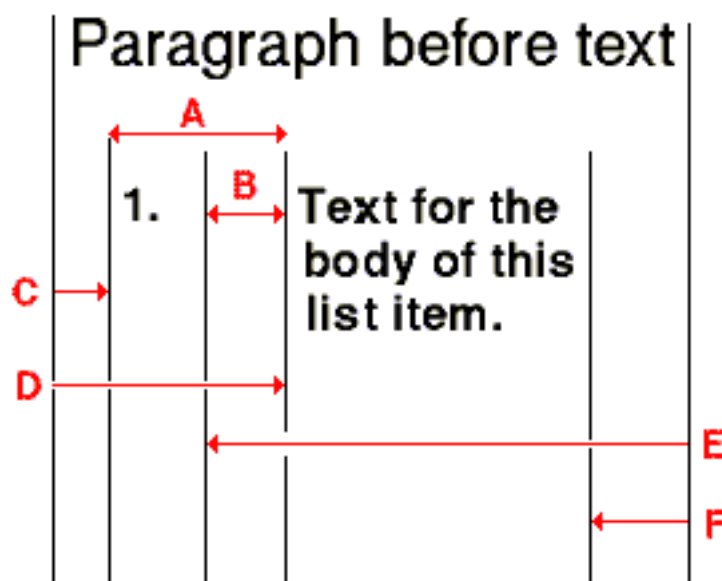 Paragraph before text
A
1.
B
Text for the
body of this
list item.
C
D
E
F